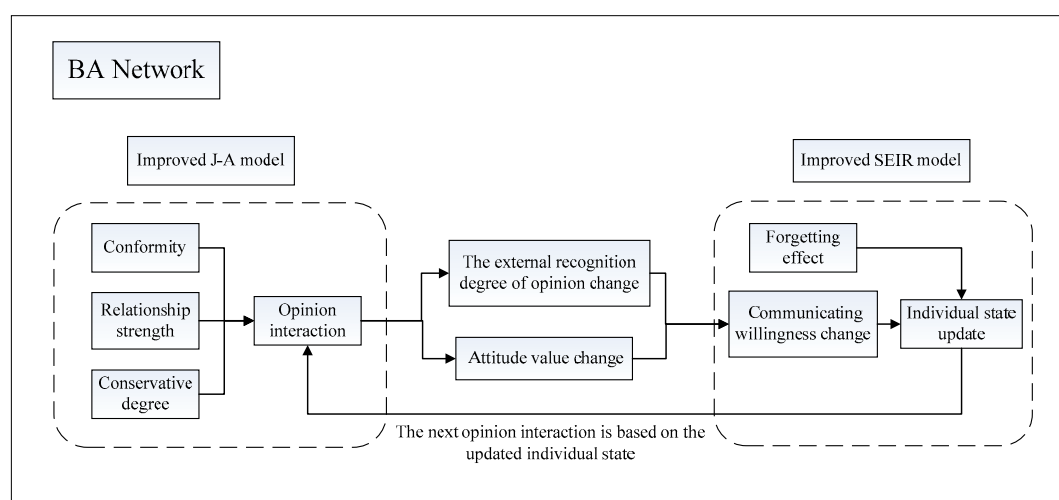 BA Network
Improved J-A model
Improved SEIR model
Conformity
Relationship
strength
Conservative
degree
Opinion
interaction
The external recognition
degree of opinion change
Attitude value change
Forgetting
effect
Communicating
willingness change
Individual state
update
The next opinion interaction is based on the
updated individual state